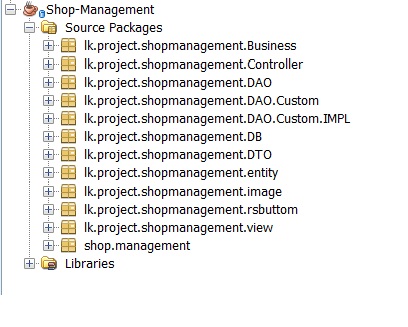 Shop-Management
Source Packages
lk.project.shopmanagement.Business
lk.project.shopmanagement.Controller
lk.project.shopmanagement.DAO
lk.project.shopmanagement.DAO.Custom
lk.project.shopmanagement.DAO.Custom.IMPL
lk.project.shopmanagement.DB
lk.project.shopmanagement.DTO
lk.project.shopmanagement.entity
lk.project.shopmanagement.image
lk.project.shopmanagement.rsbuttom
lk.project.shopmanagement.view
shop.management
Libraries